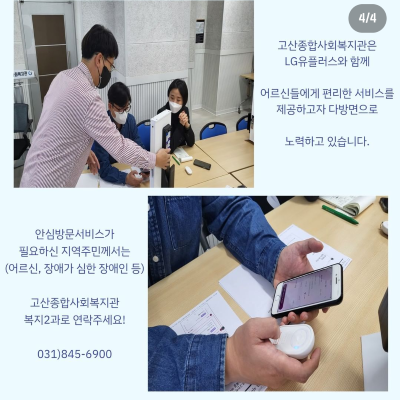 4/4
고산종합사회복지관은
LG유플러스와 함께
어르신들에게 편리한 서비스를
제공하고자 다방면으로
노력하고 있습니다.
안심방문서비스가
필요하신 지역주민께서는
(어르신, 장애가 심한 장애인 등)
고산종합사회복지관
복지2과로 연락주세요!
031)845-6900